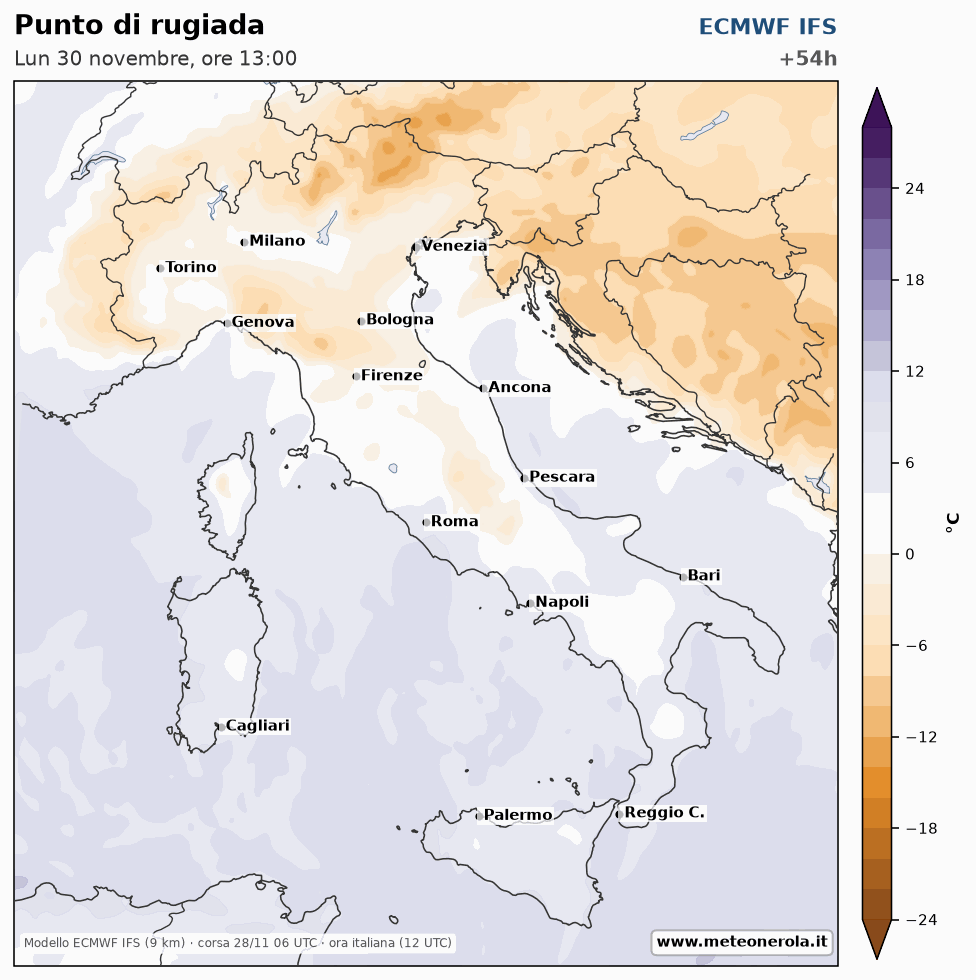 Punto di rugiada
ECMWF IFS
Lun 30 novembre, ore 13:00
+54h
Milano
Venezia
Torino
Genova
Bologna
Firenze
Ancona
Pescara
Roma
Bari
Napoli
Cagliari
Palermo
Reggio C.
24
18
12
6
0
−6
−12
−18
−24
°C
Modello ECMWF IFS (9 km) · corsa 28/11 06 UTC · ora italiana (12 UTC)
www.meteonerola.it